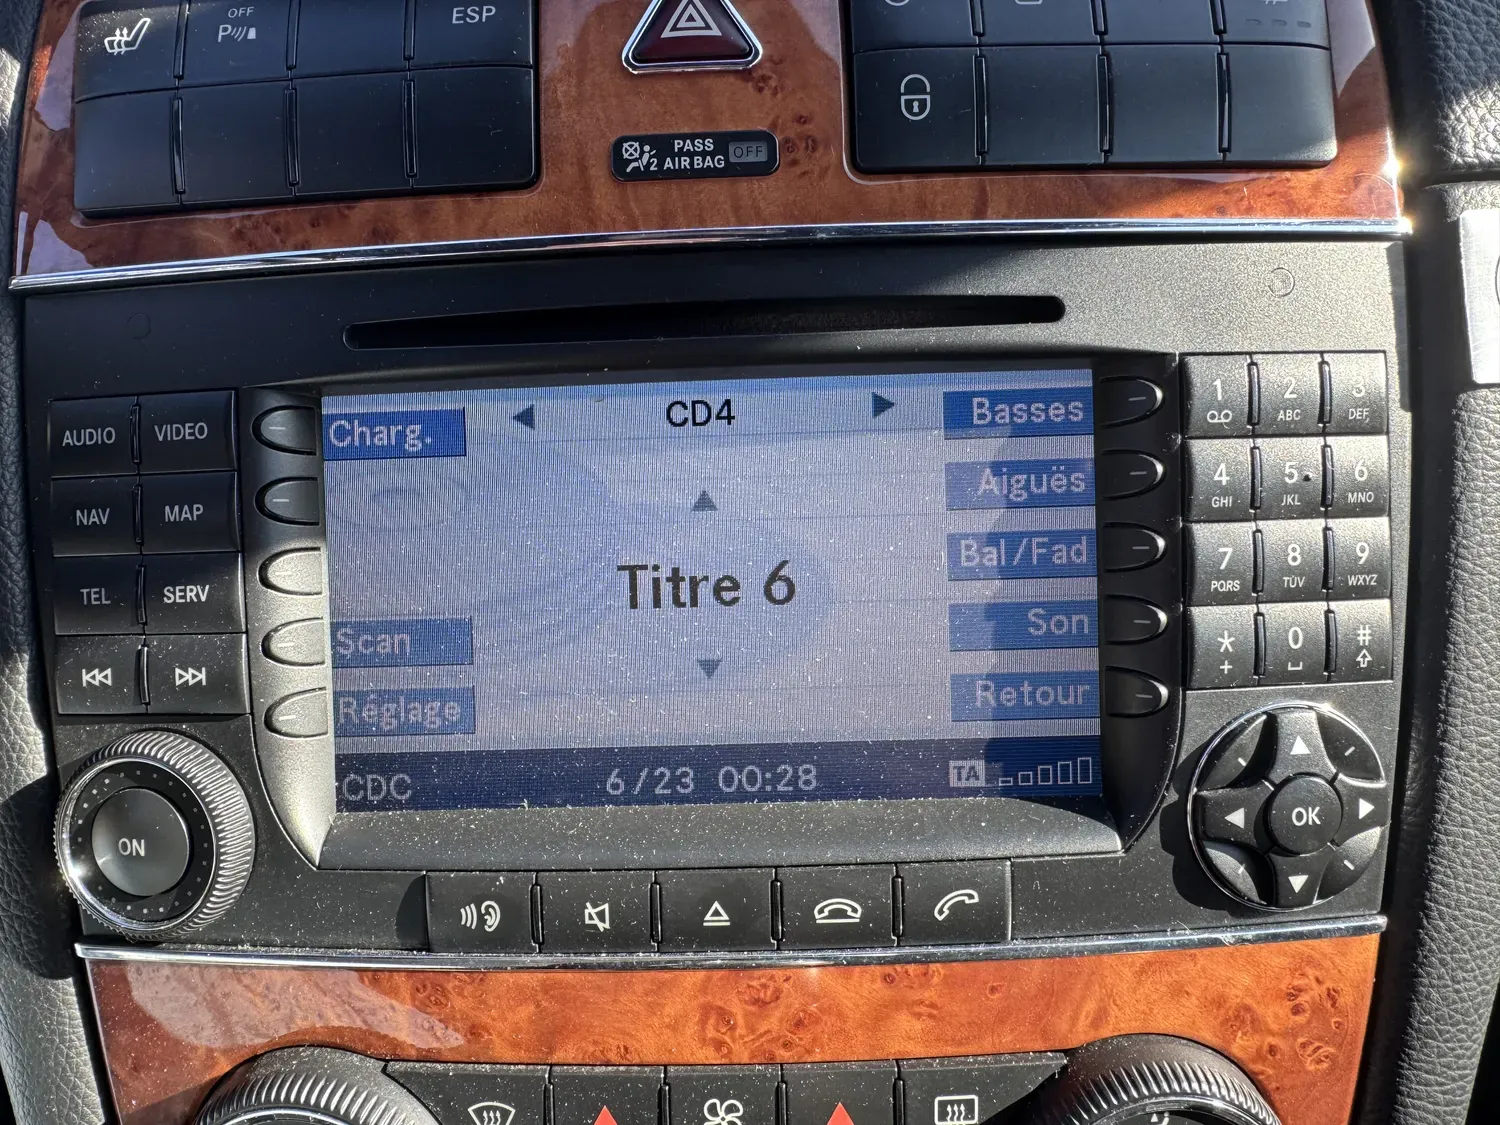 OFF
P
ESP
PASS
2 AIR BAG OFF
AUDIO VIDEO
NAV MAP
TEL SERV
ON
Charg.
CD4
Basses
Aiguës
Titre 6
Bal/Fad
Scan
Son
Réglage
Retour
CDC 6/23 00:28 TA
1 2 3
ABC DEF
4 5 6
GHI JKL MNO
7 8 9
PQRS TUV WXYZ
* 0 #
+
OK